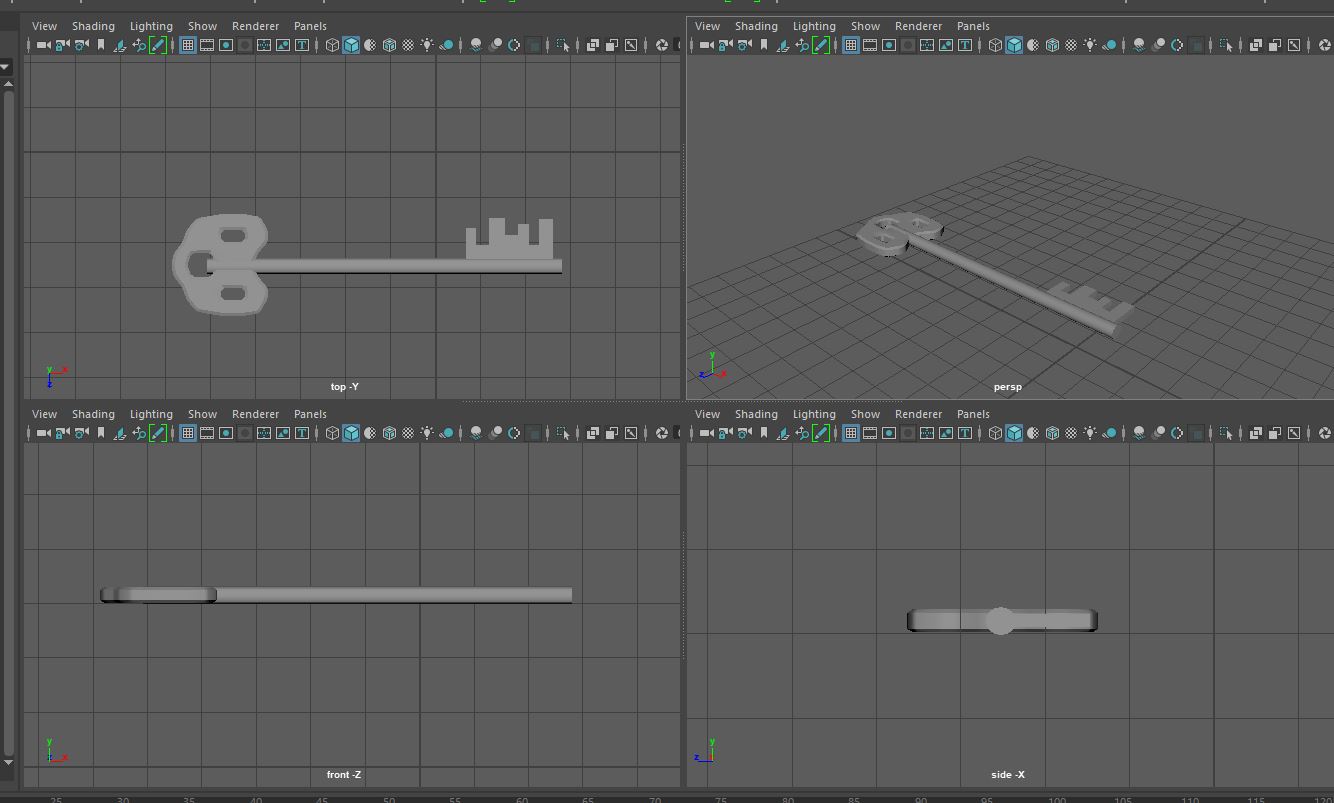 View Shading Lighting Show Renderer Panels
View Shading Lighting Show Renderer Panels
y x
z
top -Y
y
z x
persp
View Shading Lighting Show Renderer Panels
View Shading Lighting Show Renderer Panels
y
z x
front -Z
y
z
side -X
25 30 35 40 45 50 55 60 65 70 75 80 85 90 95 100 105 110 115 120